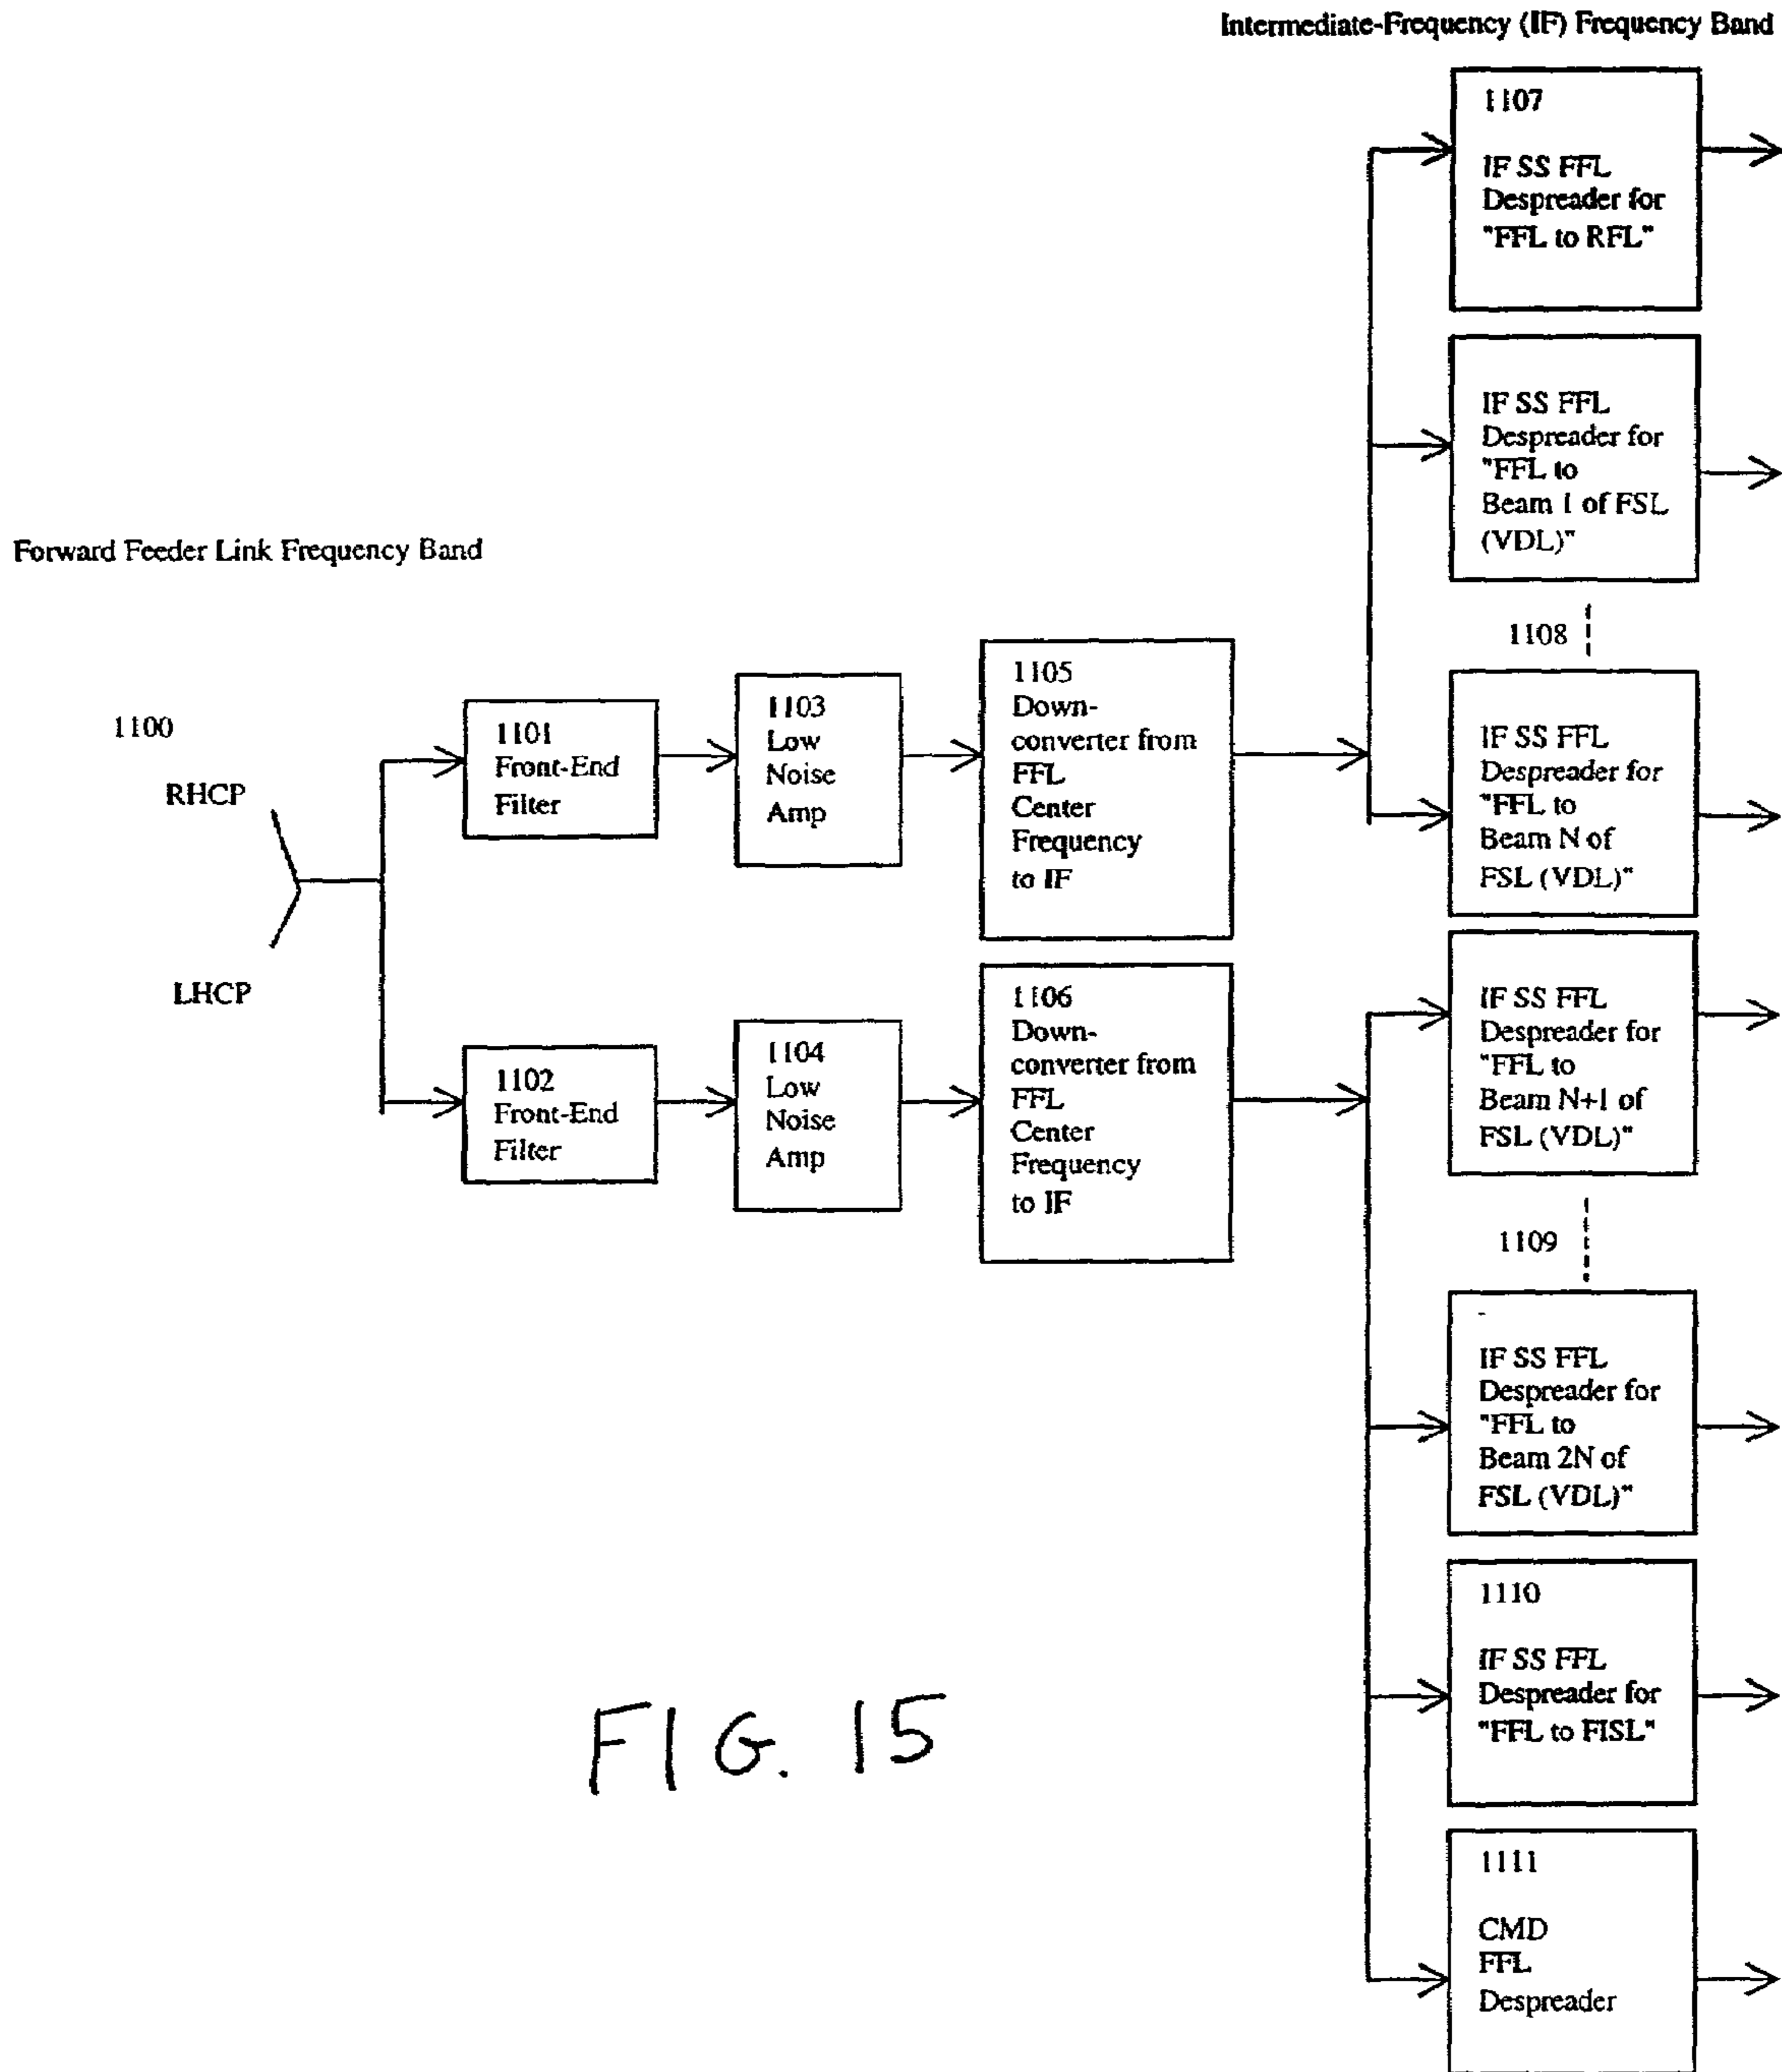 Intermediate-Frequency (IF) Frequency Band
1107
IF SS FFL
Despreader for
"FFL to RFL"
IF SS FFL
Despreader for
"FFL to
Beam 1 of FSL
(VDL)"
Forward Feeder Link Frequency Band
1108
1100
RHCP
LHCP
1101
Front-End
Filter
1103
Low
Noise
Amp
1105
Down-
converter from
FFL
Center
Frequency
to IF
IF SS FFL
Despreader for
"FFL to
Beam N of
FSL (VDL)"
1102
Front-End
Filter
1104
Low
Noise
Amp
1106
Down-
converter from
FFL
Center
Frequency
to IF
IF SS FFL
Despreader for
"FFL to
Beam N+1 of
FSL (VDL)"
1109
IF SS FFL
Despreader for
"FFL to
Beam 2N of
FSL (VDL)"
1110
IF SS FFL
Despreader for
"FFL to FISL"
1111
CMD
FFL
Despreader
FIG. 15